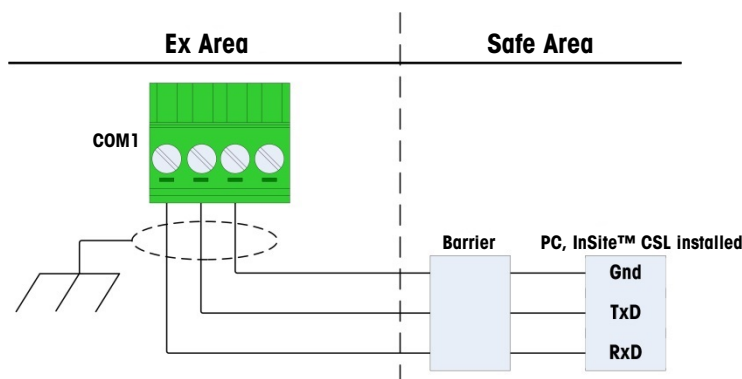 Ex Area
Safe Area
COM1
Barrier
PC, InSite™ CSL installed
Gnd
TxD
RxD